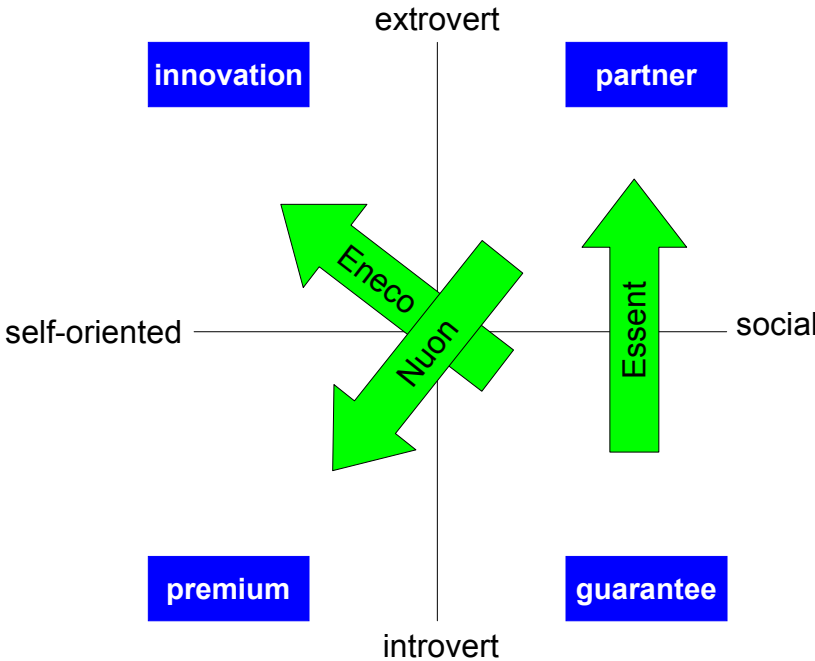 extrovert
innovation
partner
Eneco
Nuon
Essent
self-oriented
social
premium
guarantee
introvert